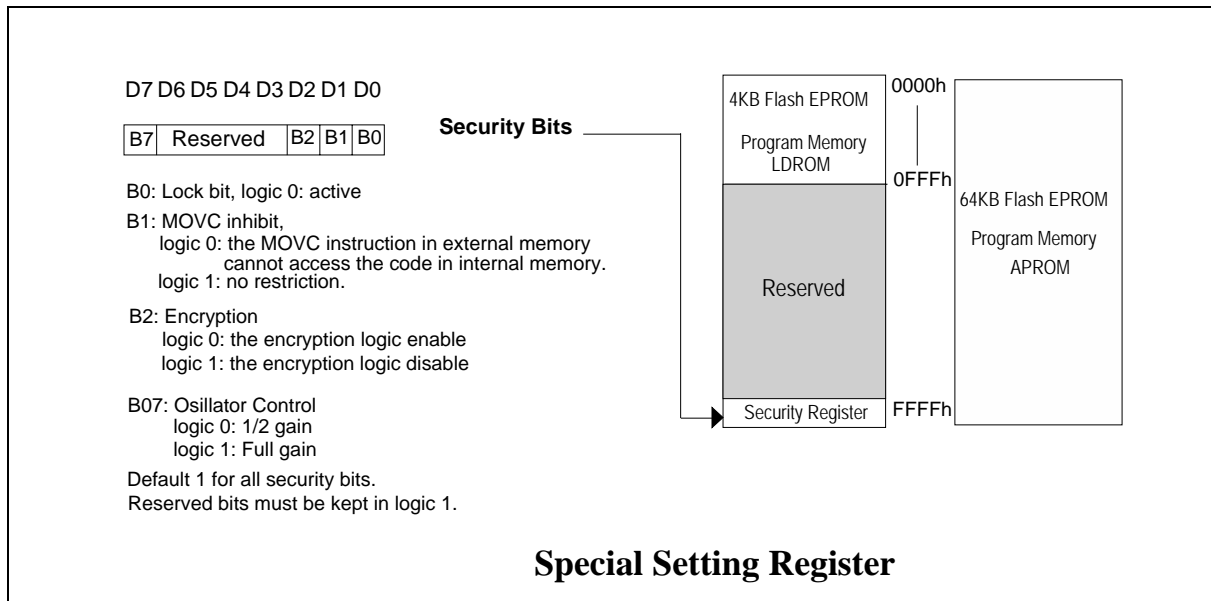 D7 D6 D5 D4 D3 D2 D1 D0
B7 Reserved B2 B1 B0
Security Bits
B0: Lock bit, logic 0: active
B1: MOVC inhibit,
logic 0: the MOVC instruction in external memory
cannot access the code in internal memory.
logic 1: no restriction.
B2: Encryption
logic 0: the encryption logic enable
logic 1: the encryption logic disable
B07: Osillator Control
logic 0: 1/2 gain
logic 1: Full gain
Default 1 for all security bits.
Reserved bits must be kept in logic 1.
4KB Flash EPROM
Program Memory
LDROM
Reserved
Security Register
0000h
0FFFh
FFFFh
64KB Flash EPROM
Program Memory
APROM
Special Setting Register